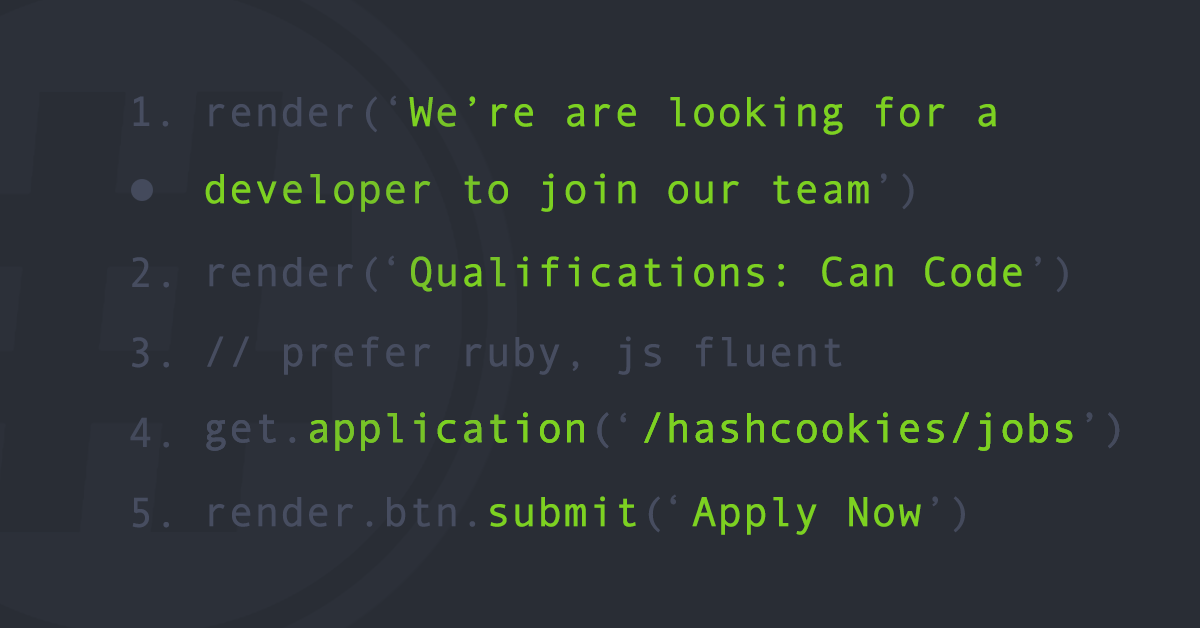 1. render(‘We’re are looking for a
● developer to join our team’)
2. render(‘Qualifications: Can Code’)
3. // prefer ruby, js fluent
4. get.application(‘/hashcookies/jobs’)
5. render.btn.submit(‘Apply Now’)